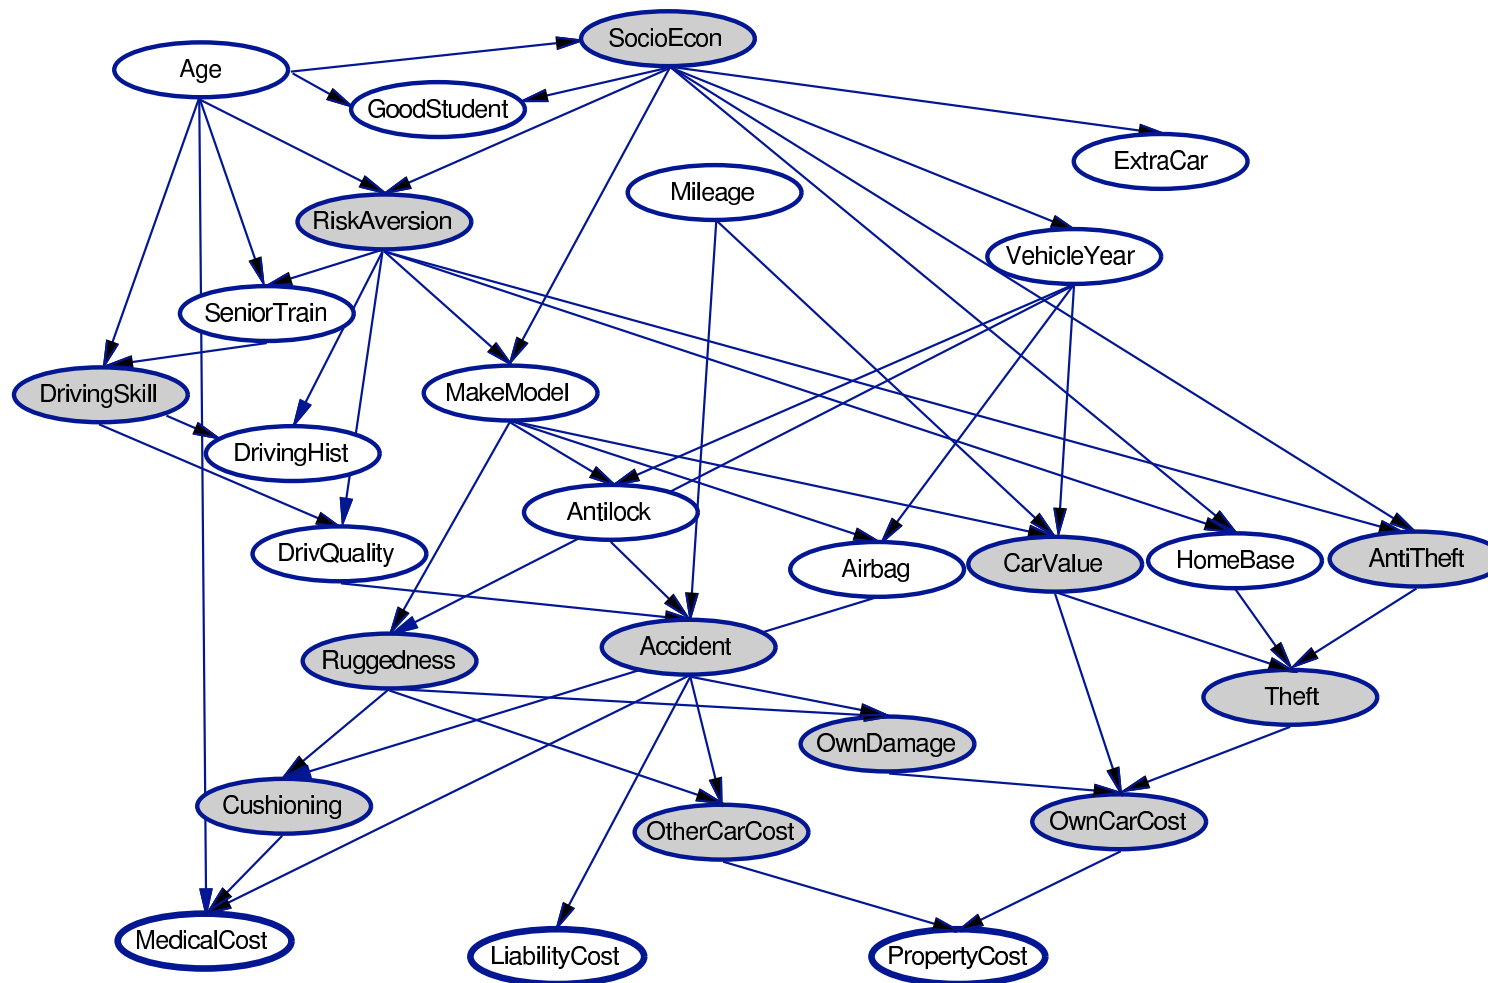 SocioEcon
Age
GoodStudent
ExtraCar
Mileage
RiskAversion
VehicleYear
SeniorTrain
DrivingSkill
MakeModel
DrivingHist
Antilock
DrivQuality
Airbag
CarValue
HomeBase
AntiTheft
Ruggedness
Accident
Theft
OwnDamage
Cushioning
OtherCarCost
OwnCarCost
MedicalCost
LiabilityCost
PropertyCost